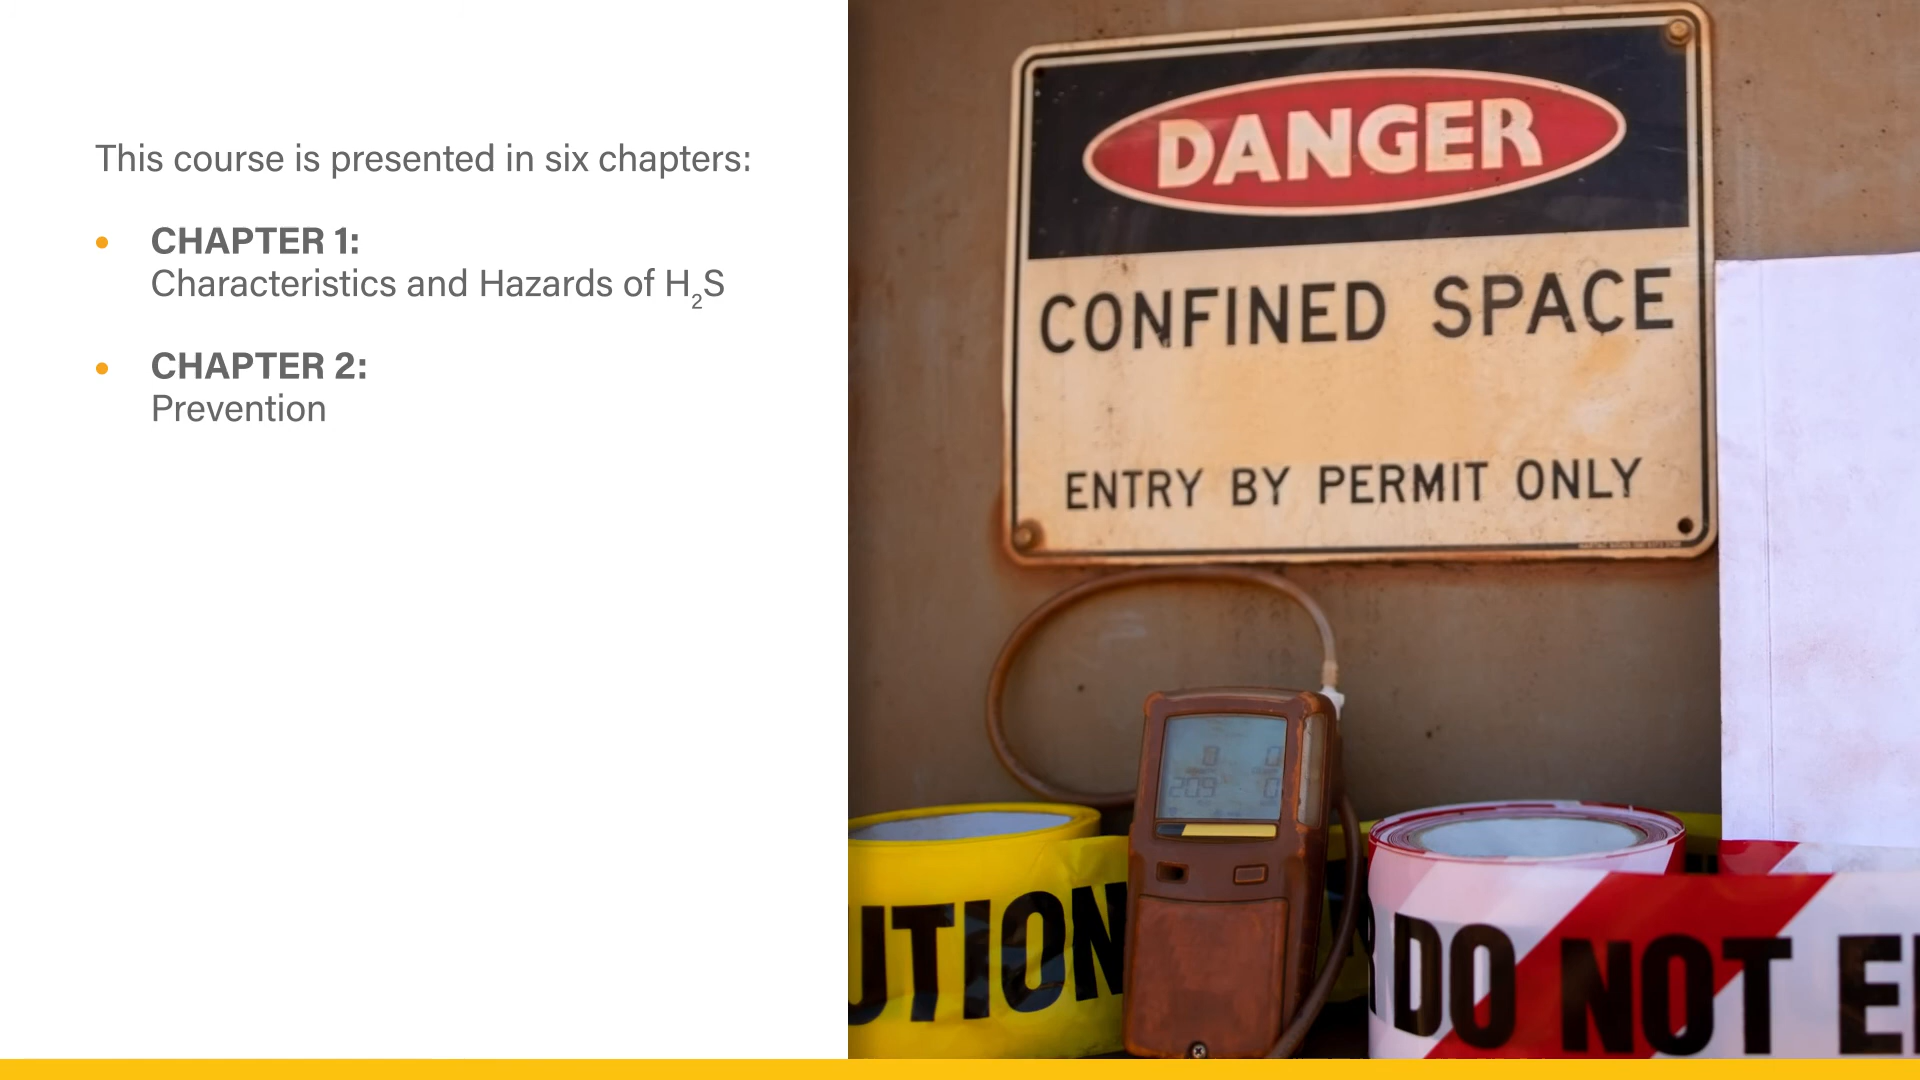 This course is presented in six chapters:
• CHAPTER 1:
Characteristics and Hazards of H₂S
• CHAPTER 2:
Prevention
DANGER
CONFINED SPACE
ENTRY BY PERMIT ONLY
UTION
DO NOT E